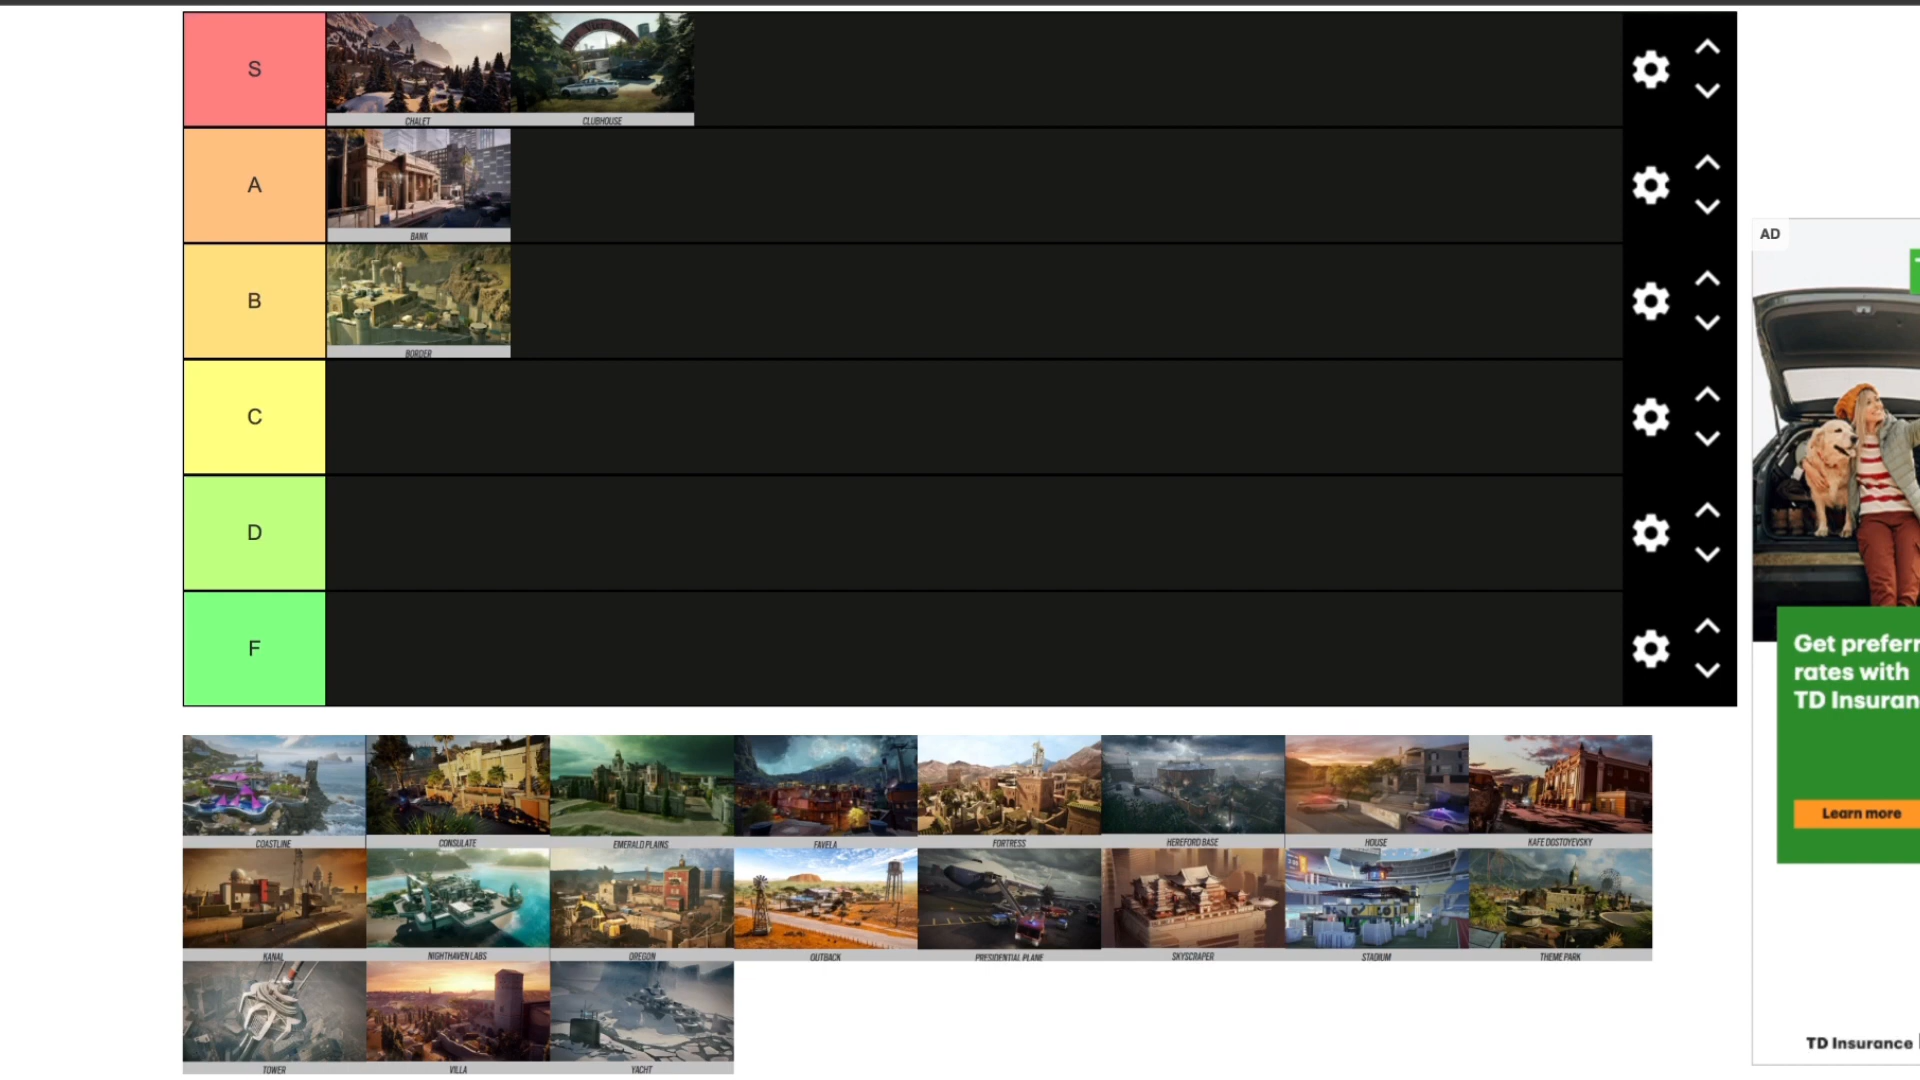 S
CHALET
CLUBHOUSE
A
BANK
B
BORDER
C
D
F
COASTLINE
CONSULATE
EMERALD PLAINS
FAVELA
FORTRESS
HEREFORD BASE
HOUSE
KAFE DOSTOYEVSKY
KANAL
NIGHTHAVEN LABS
OREGON
OUTBACK
PRESIDENTIAL PLANE
SKYSCRAPER
STADIUM
THEME PARK
TOWER
VILLA
YACHT
AD
Get preferr
rates with
TD Insuran
Learn more
TD Insurance